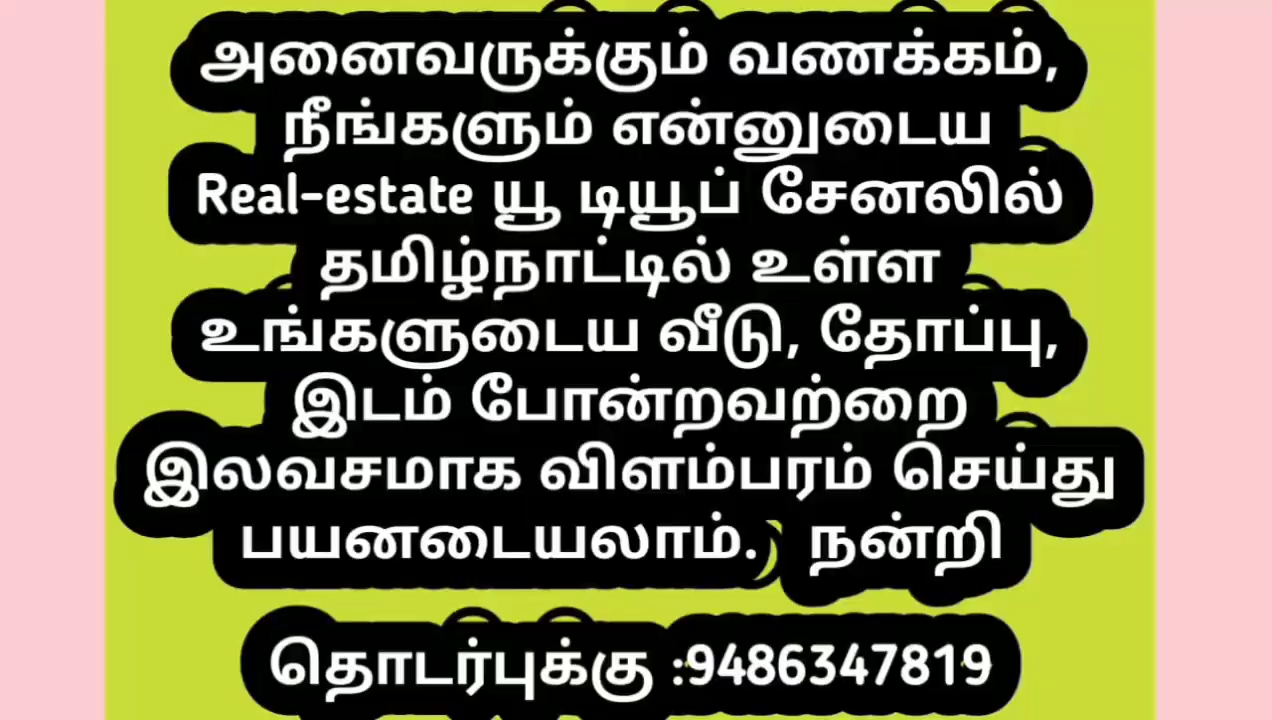 அனைவருக்கும் வணக்கம்,
நீங்களும் என்னுடைய
Real-estate யூ டியூப் சேனலில்
தமிழ்நாட்டில் உள்ள
உங்களுடைய வீடு, தோப்பு,
இடம் போன்றவற்றை
இலவசமாக விளம்பரம் செய்து
பயனடையலாம். நன்றி
தொடர்புக்கு :9486347819